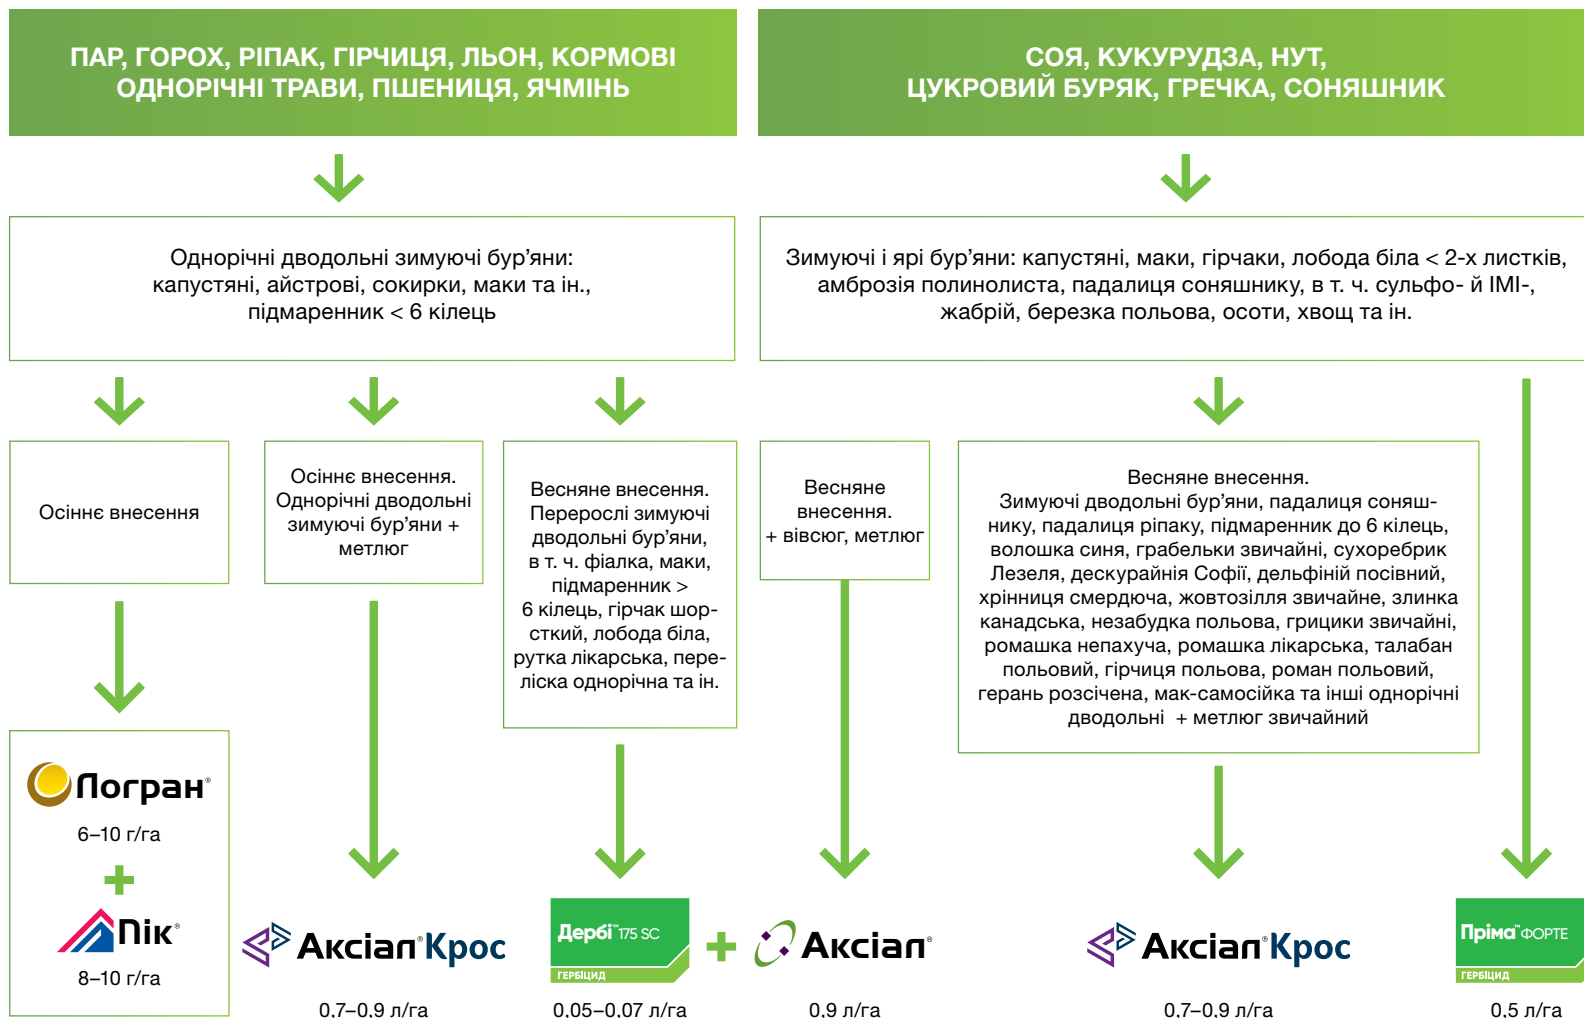 ПАР, ГОРОХ, РІПАК, ГІРЧИЦЯ, ЛЬОН, КОРМОВІ
ОДНОРІЧНІ ТРАВИ, ПШЕНИЦЯ, ЯЧМІНЬ
СОЯ, КУКУРУДЗА, НУТ,
ЦУКРОВИЙ БУРЯК, ГРЕЧКА, СОНЯШНИК
Однорічні дводольні зимуючі бур’яни:
капустяні, айстрові, сокирки, маки та ін.,
підмаренник < 6 кілець
Зимуючі і ярі бур’яни: капустяні, маки, гірчаки, лобода біла < 2-х листків,
амброзія полинолиста, падалиця соняшнику, в т. ч. сульфо- й ІМІ-,
жабрій, березка польова, осоти, хвощ та ін.
Осіннє внесення
Осіннє внесення.
Однорічні дводольні
зимуючі бур’яни +
метлюг
Весняне внесення.
Перерослі зимуючі
дводольні бур’яни,
в т. ч. фіалка, маки,
підмаренник >
6 кілець, гірчак шор-
сткий, лобода біла,
рутка лікарська, пере-
ліска однорічна та ін.
Весняне
внесення.
+ вівсюг, метлюг
Весняне внесення.
Зимуючі дводольні бур’яни, падалиця соняш-
нику, падалиця ріпаку, підмаренник до 6 кілець,
волошка синя, грабельки звичайні, сухоребрик
Лезеля, дескурайнія Софії, дельфіній посівний,
хрінниця смердюча, жовтозілля звичайне, злинка
канадська, незабудка польова, грицики звичайні,
ромашка непахуча, ромашка лікарська, талабан
польовий, гірчиця польова, роман польовий,
герань розсічена, мак-самосійка та інші однорічні
дводольні + метлюг звичайний
Логран®
6–10 г/га
+
Пік®
8–10 г/га
Аксіал® Крос
0,7–0,9 л/га
Дербі™ 175 SC
ГЕРБІЦИД
0,05–0,07 л/га
+
Аксіал®
0,9 л/га
Аксіал® Крос
0,7–0,9 л/га
Пріма™ ФОРТЕ
ГЕРБІЦИД
0,5 л/га